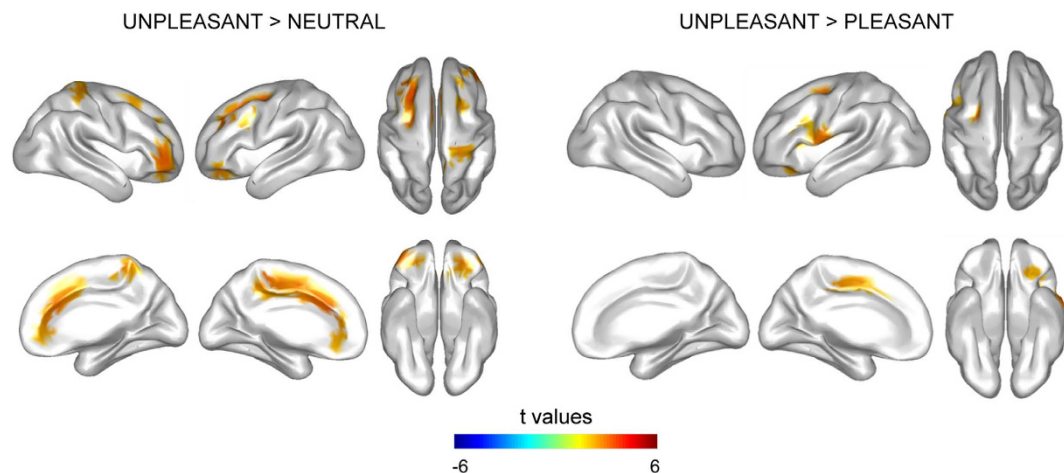 UNPLEASANT > NEUTRAL
UNPLEASANT > PLEASANT
t values
-6
6